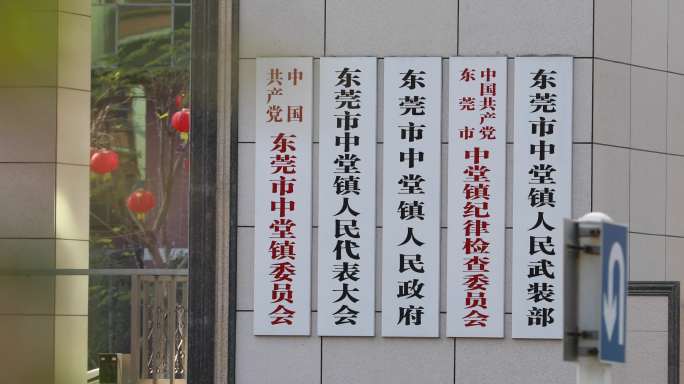 中国
共产党
东莞市中堂镇委员会
东莞市中堂镇人民代表大会
东莞市中堂镇人民政府
中国共产党
东莞市
中堂镇纪律检查委员会
东莞市中堂镇人民武装部